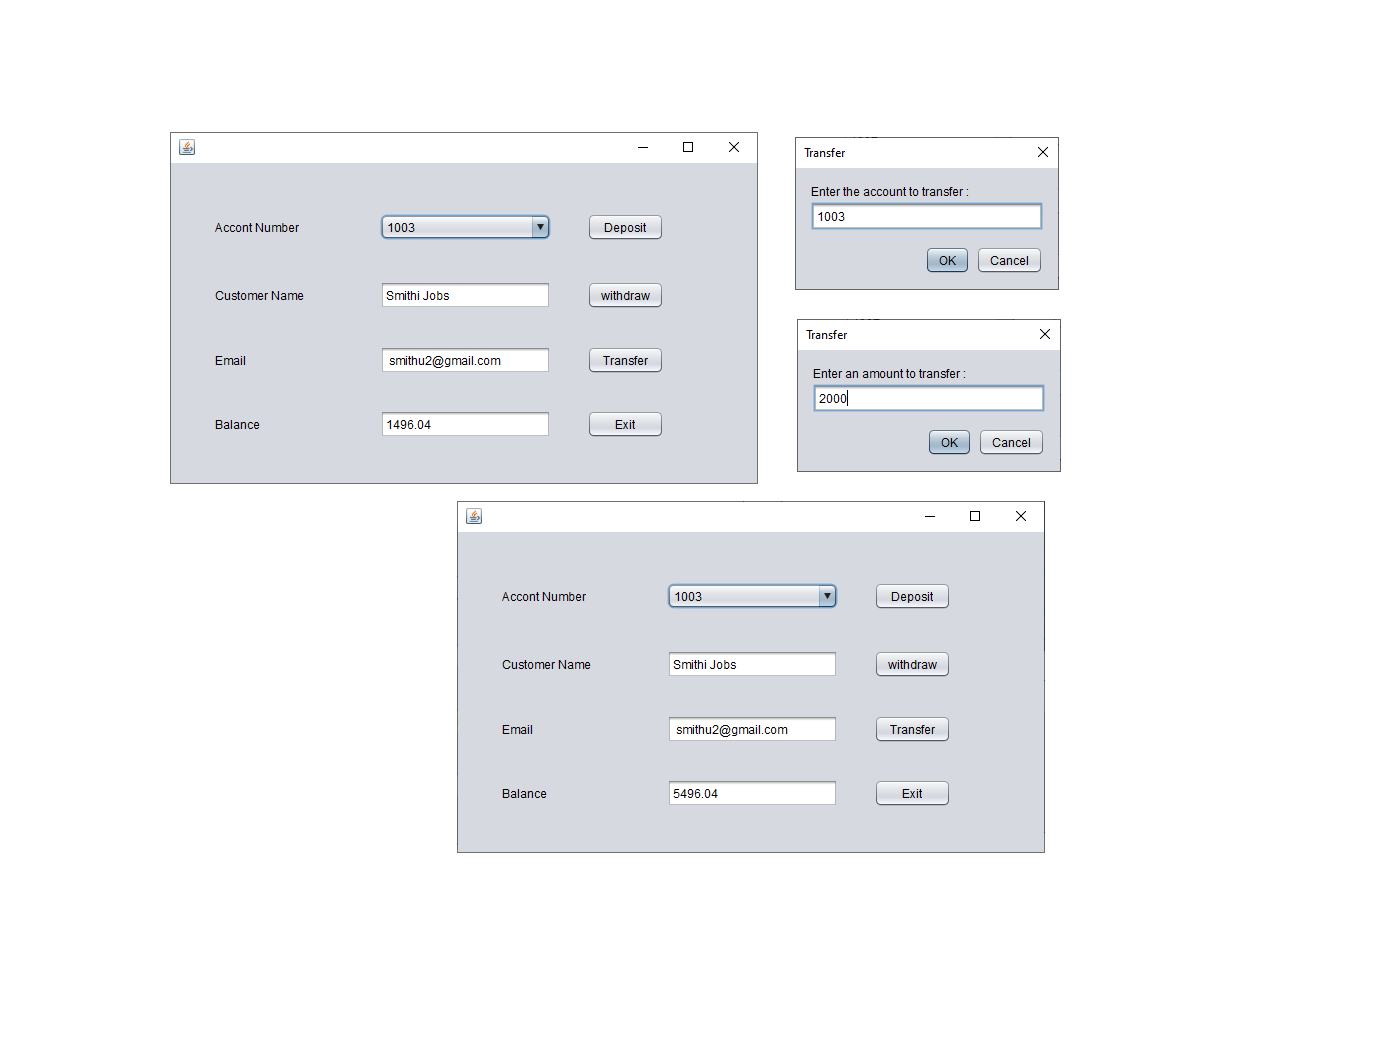 Accont Number 1003 Deposit
Customer Name Smithi Jobs withdraw
Email smithu2@gmail.com Transfer
Balance 1496.04 Exit
Transfer
Enter the account to transfer :
1003
OK Cancel
Transfer
Enter an amount to transfer :
2000
OK Cancel
Accont Number 1003 Deposit
Customer Name Smithi Jobs withdraw
Email smithu2@gmail.com Transfer
Balance 5496.04 Exit